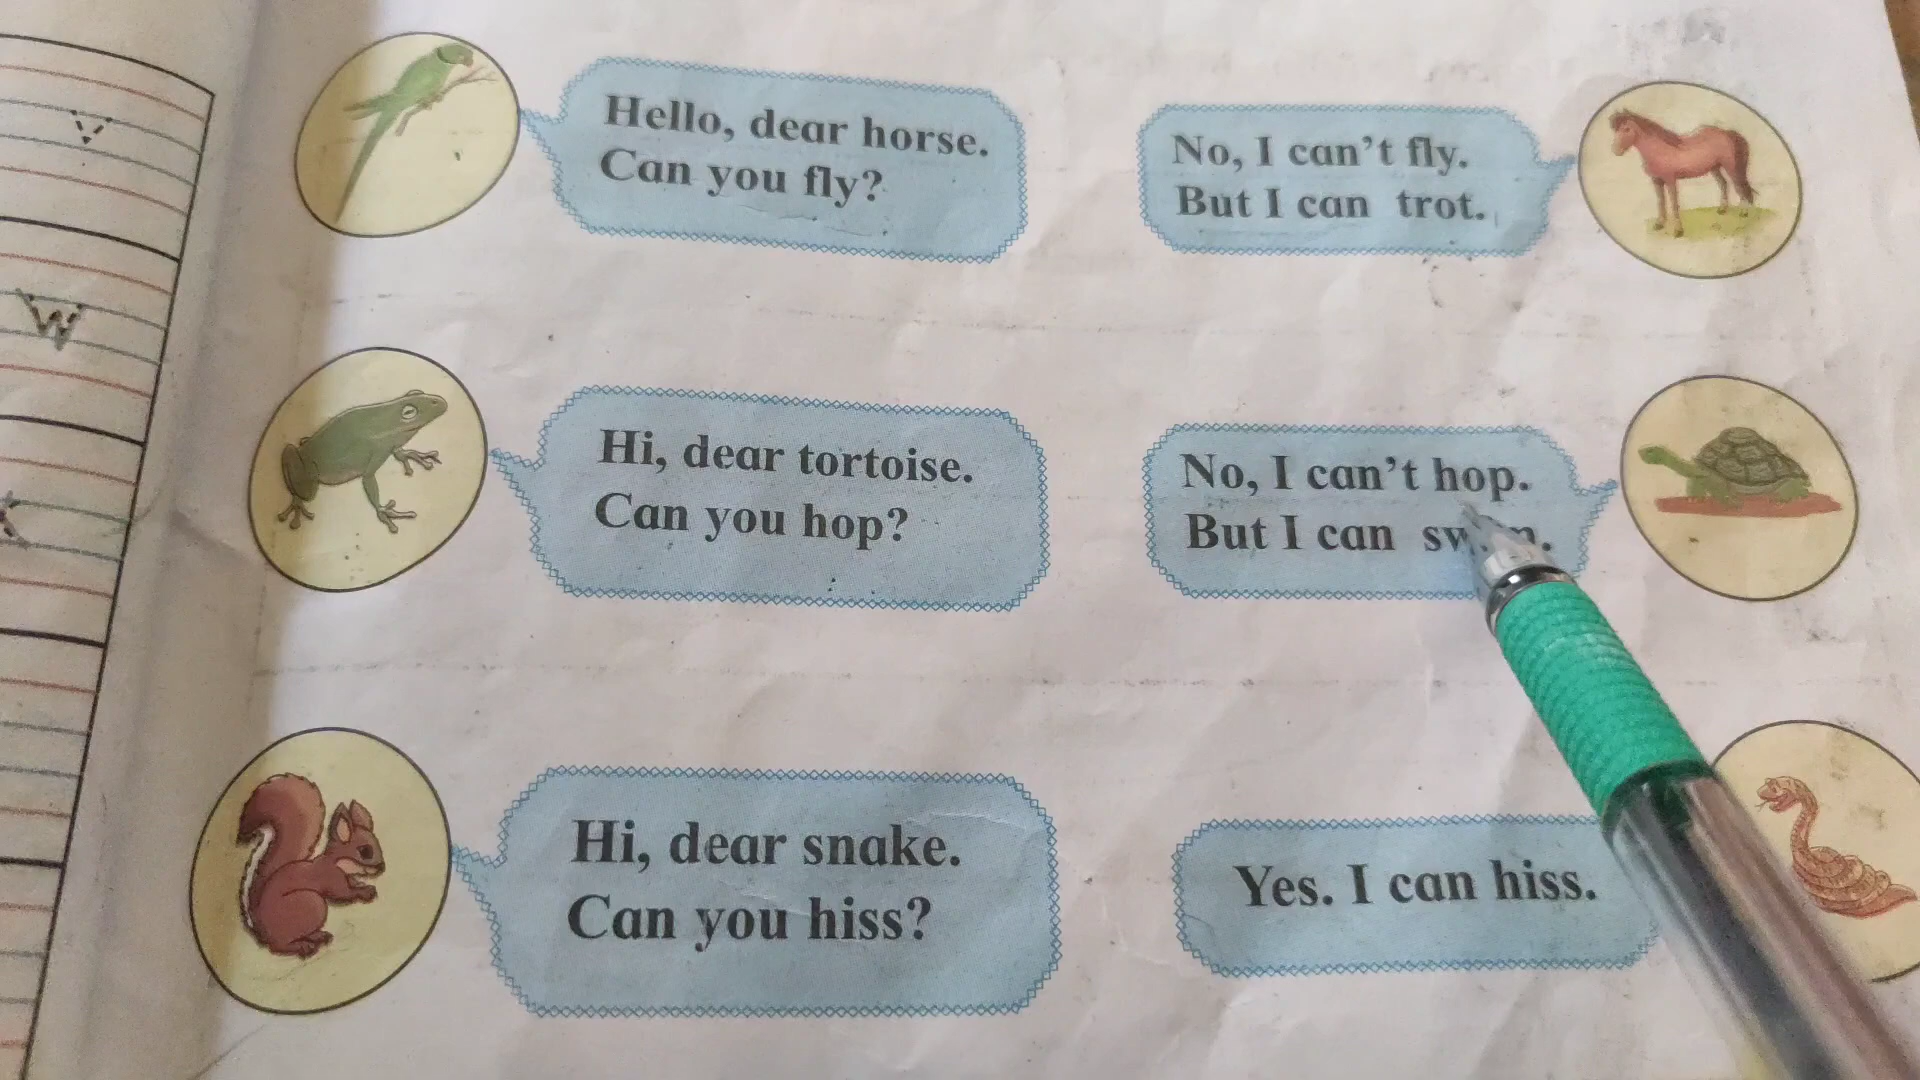 v
w
Hello, dear horse.
Can you fly?
No, I can't fly.
But I can trot.
Hi, dear tortoise.
Can you hop?
No, I can't hop.
But I can
Hi, dear snake.
Can you hiss?
Yes. I can hiss.